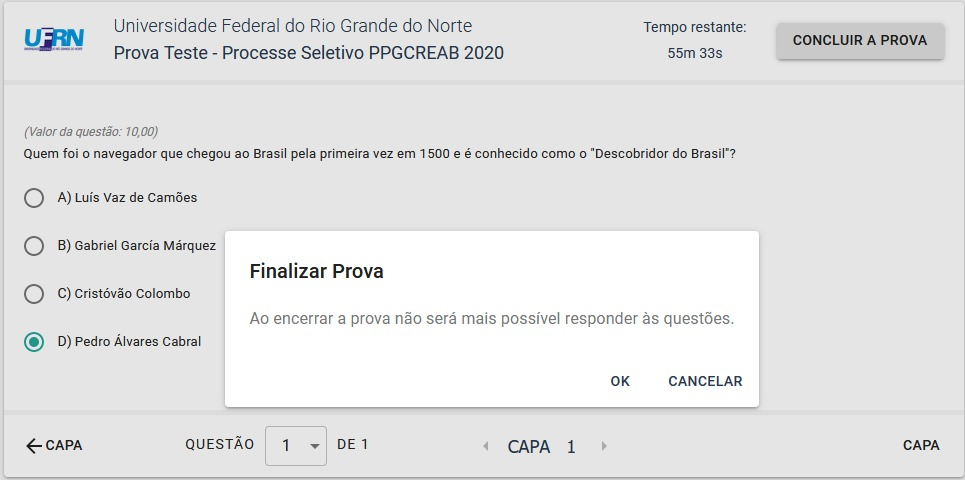 UFRN
Universidade Federal do Rio Grande do Norte
Prova Teste - Processe Seletivo PPGCREAB 2020
Tempo restante:
55m 33s
CONCLUIR A PROVA
(Valor da questão: 10,00)
Quem foi o navegador que chegou ao Brasil pela primeira vez em 1500 e é conhecido como o "Descobridor do Brasil"?
A) Luís Vaz de Camões
B) Gabriel García Márquez
C) Cristóvão Colombo
D) Pedro Álvares Cabral
Finalizar Prova
Ao encerrar a prova não será mais possível responder às questões.
OK CANCELAR
CAPA
QUESTÃO 1 DE 1
CAPA 1
CAPA